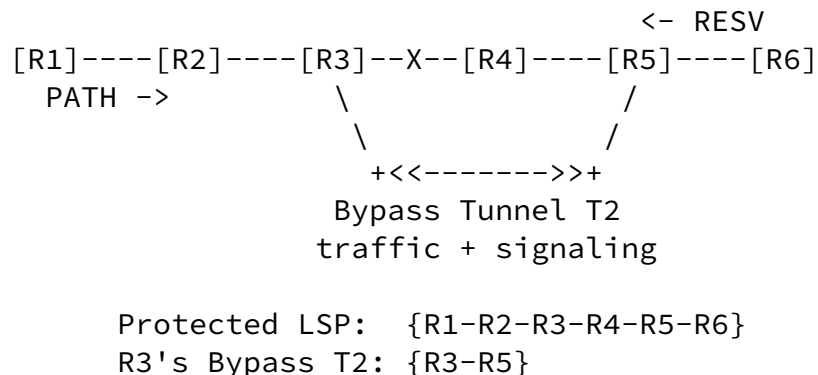 <- RESV
[R1]----[R2]----[R3]--X--[R4]----[R5]----[R6]
PATH -> \ /
\ /
+<<------->>+
Bypass Tunnel T2
traffic + signaling
Protected LSP: {R1-R2-R3-R4-R5-R6}
R3's Bypass T2: {R3-R5}